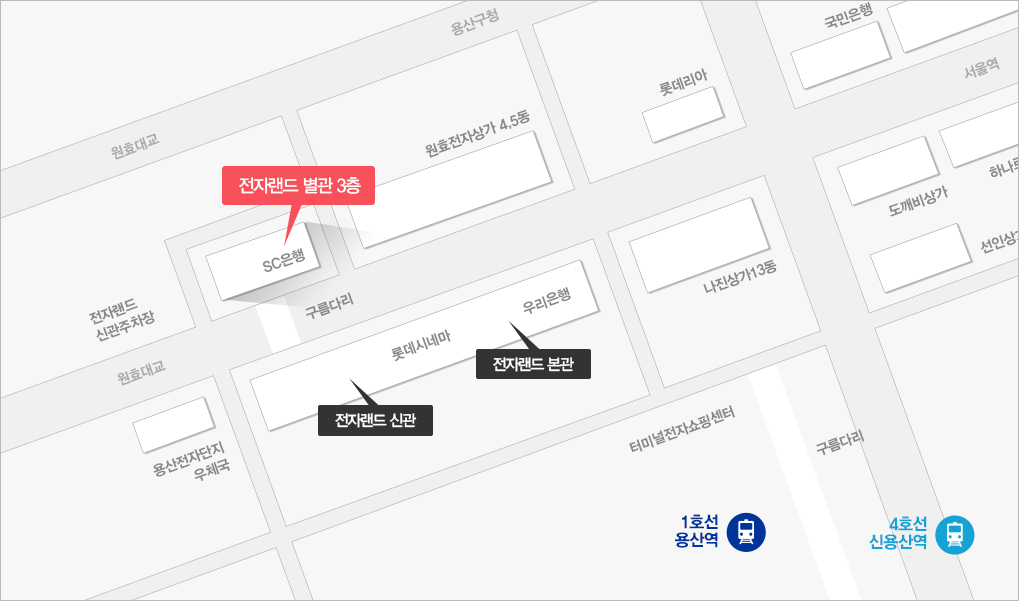 용산구청
국민은행
서울역
롯데리아
원효대교
원효전자상가 4,5동
전자랜드 별관 3층
SC은행
도깨비상가
구름다리
나진상가13동
전자랜드
신관주차장
우리은행
롯데시네마
전자랜드 본관
원효대교
전자랜드 신관
터미널전자쇼핑센터
구름다리
용산전자단지
우체국
1호선
용산역
4호선
신용산역